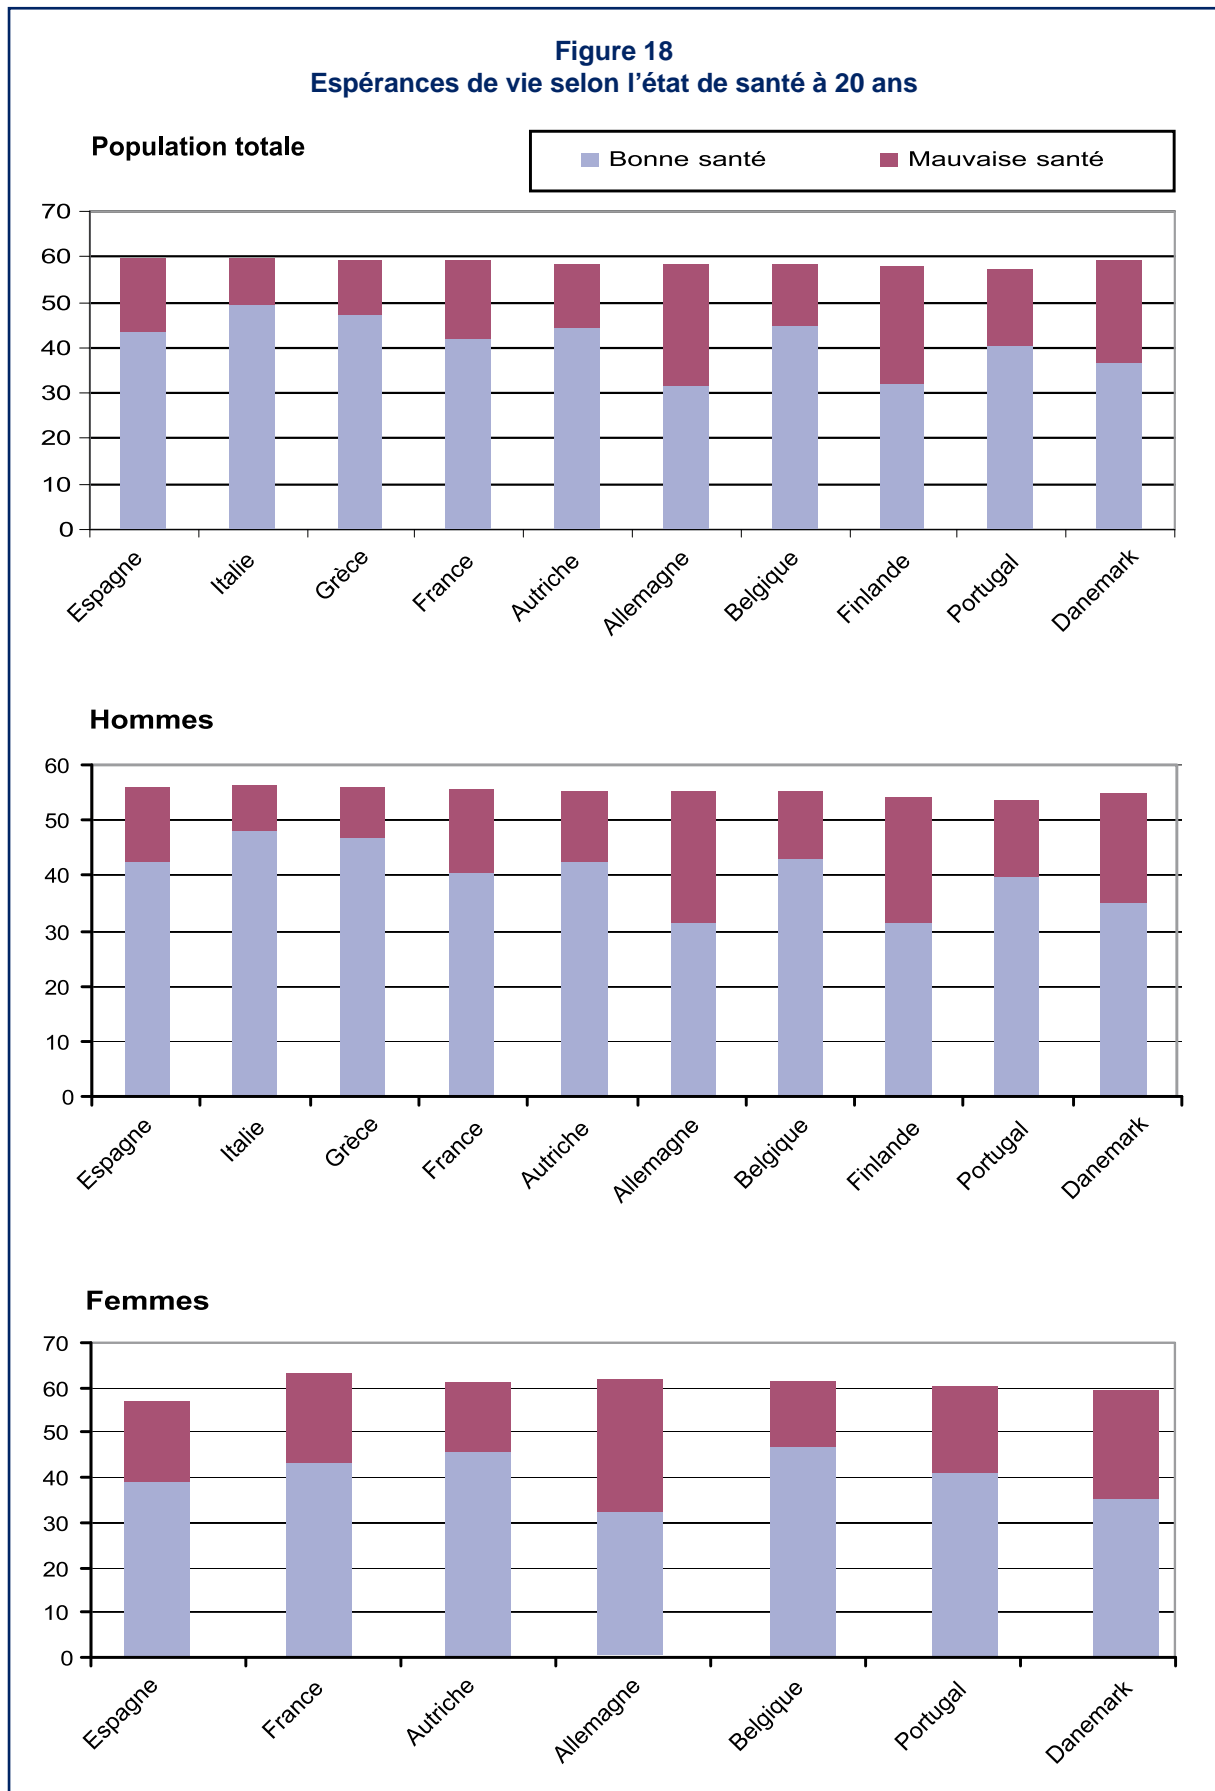 Figure 18
Espérances de vie selon l’état de santé à 20 ans
Population totale
Bonne santé Mauvaise santé
70
60
50
40
30
20
10
0
Espagne Italie Grèce France Autriche Allemagne Belgique Finlande Portugal Danemark
Hommes
60
50
40
30
20
10
0
Espagne Italie Grèce France Autriche Allemagne Belgique Finlande Portugal Danemark
Femmes
70
60
50
40
30
20
10
0
Espagne France Autriche Allemagne Belgique Portugal Danemark